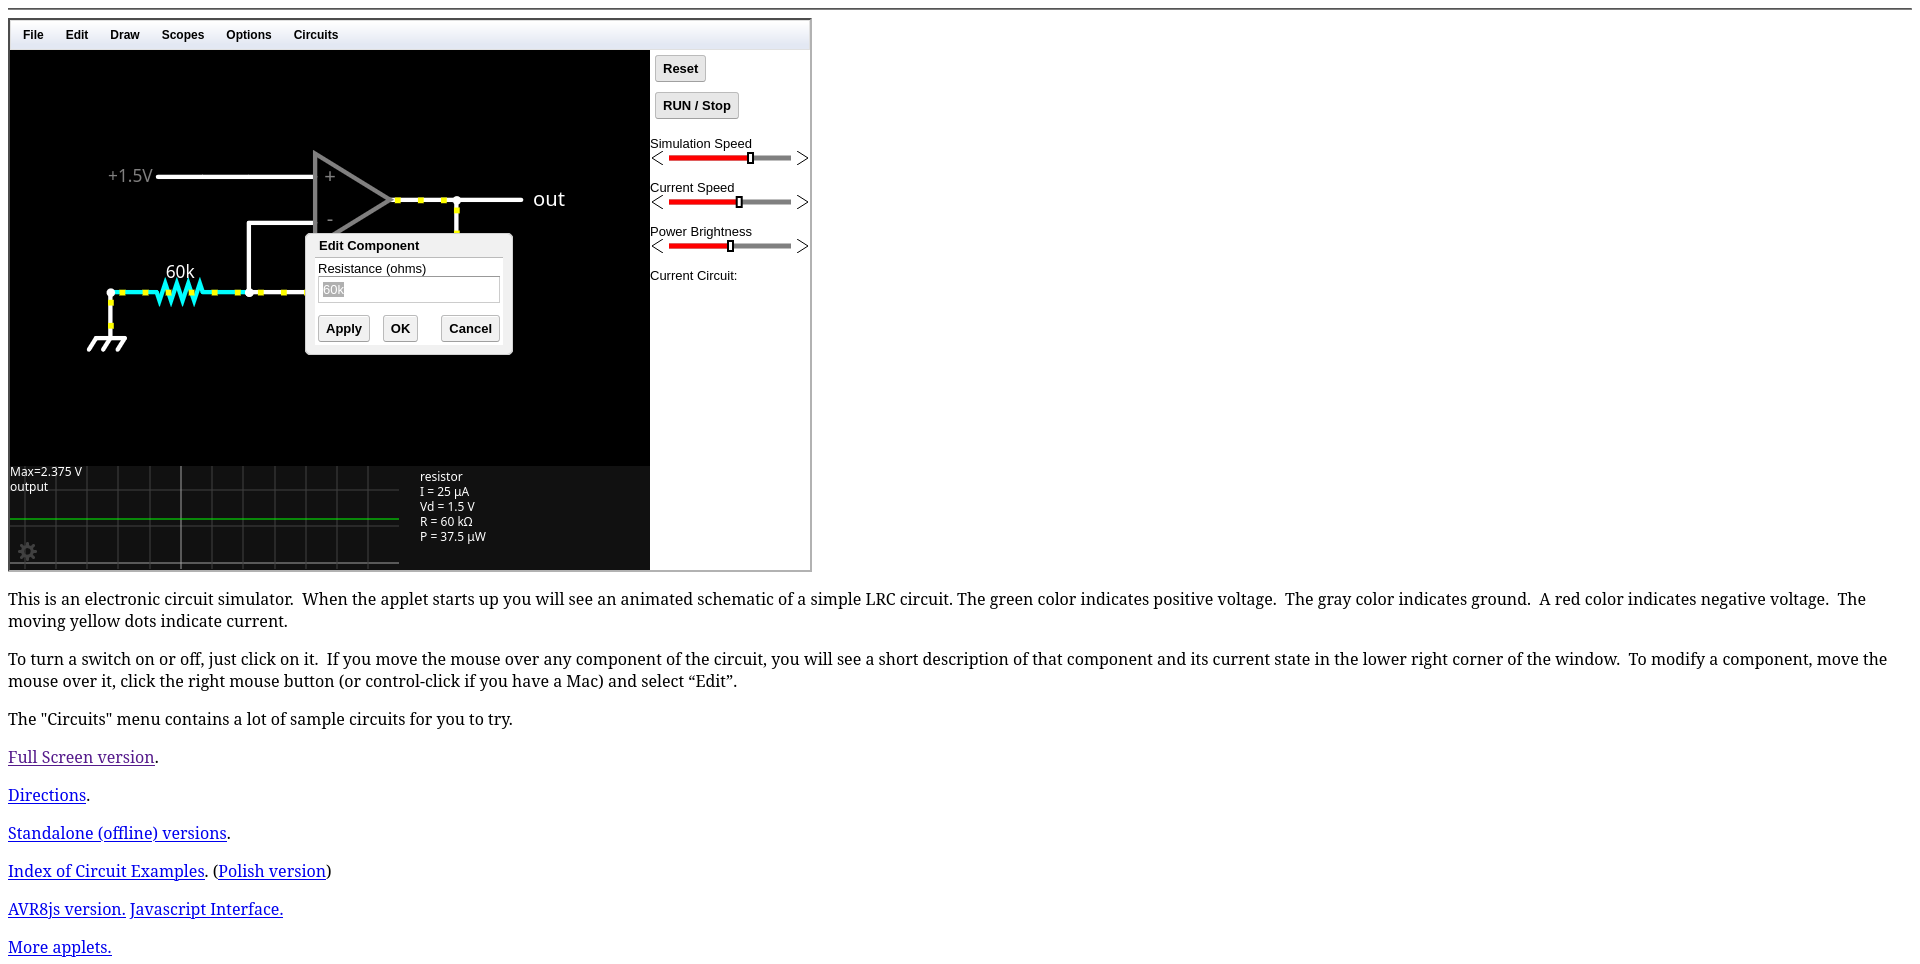 File Edit Draw Scopes Options Circuits
Reset
RUN / Stop
Simulation Speed
Current Speed
Power Brightness
Current Circuit:
+1.5V
+
-
out
60k
Edit Component
Resistance (ohms)
60k
Apply OK Cancel
Max=2.375 V
output
resistor
I = 25 μA
Vd = 1.5 V
R = 60 kΩ
P = 37.5 μW
This is an electronic circuit simulator.  When the applet starts up you will see an animated schematic of a simple LRC circuit. The green color indicates positive voltage.  The gray color indicates ground.  A red color indicates negative voltage.  The
moving yellow dots indicate current.
To turn a switch on or off, just click on it.  If you move the mouse over any component of the circuit, you will see a short description of that component and its current state in the lower right corner of the window.  To modify a component, move the
mouse over it, click the right mouse button (or control-click if you have a Mac) and select “Edit”.
The "Circuits" menu contains a lot of sample circuits for you to try.
Full Screen version.
Directions.
Standalone (offline) versions.
Index of Circuit Examples. (Polish version)
AVR8js version. Javascript Interface.
More applets.